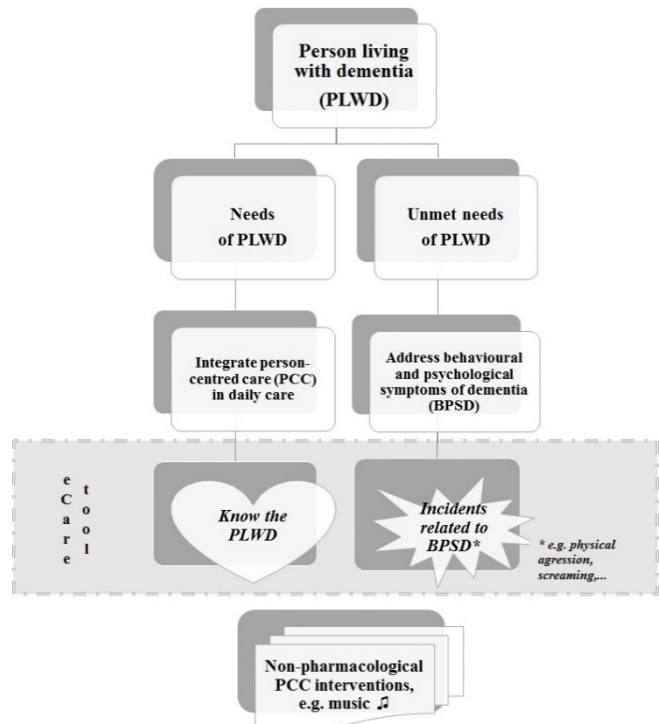 Person living
with dementia
(PLWD)
Needs
of PLWD
Unmet needs
of PLWD
Integrate person-
centred care (PCC)
in daily care
Address behavioural
and psychological
symptoms of dementia
(BPSD)
eCare
tool
Know the
PLWD
Incidents
related to
BPSD*
* e.g. physical
agression,
screaming,...
Non-pharmacological
PCC interventions,
e.g. music ♫